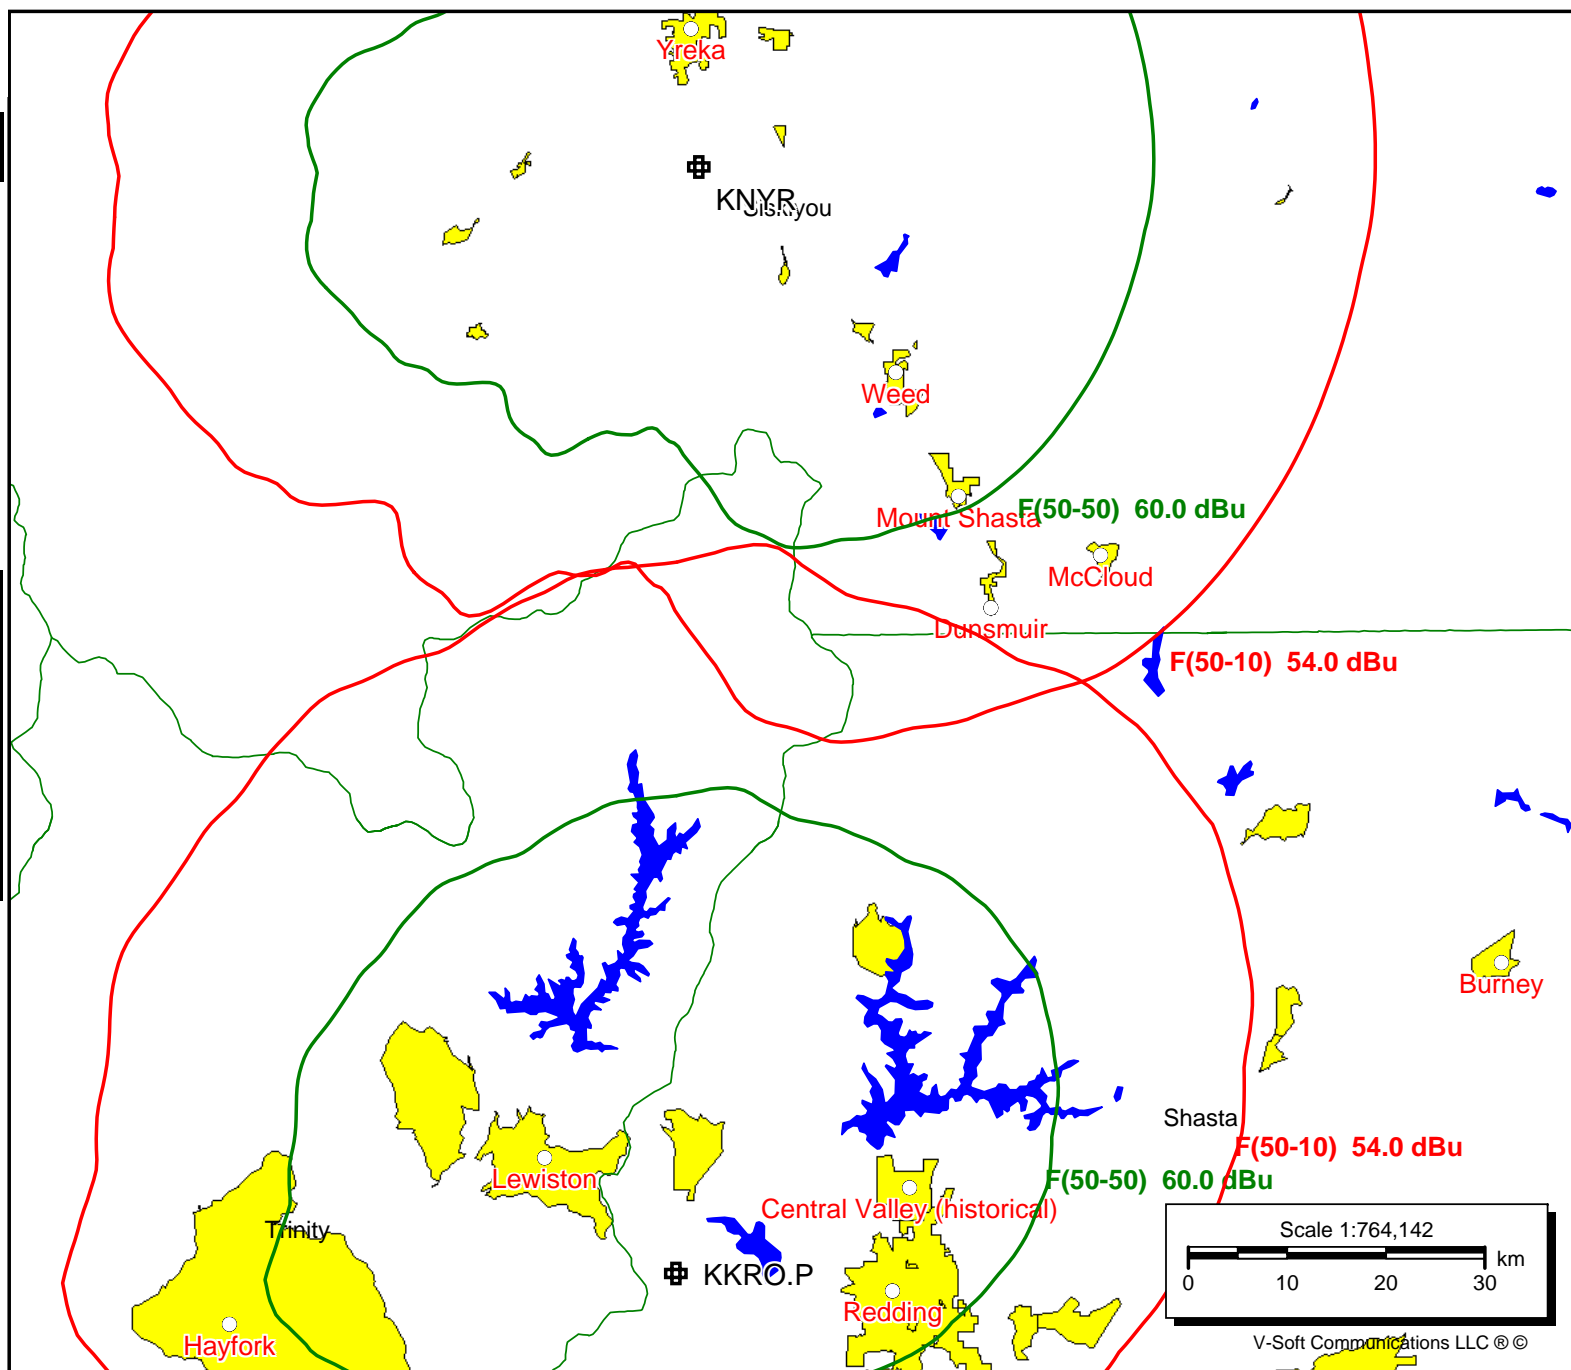 Yreka
KNYR
Siskiyou
Weed
Mount Shasta
F(50-50) 60.0 dBu
McCloud
Dunsmuir
F(50-10) 54.0 dBu
Burney
Shasta
F(50-10) 54.0 dBu
Lewiston
F(50-50) 60.0 dBu
Central Valley (historical)
Trinity
Scale 1:764,142
km
0 10 20 30
KKRO.P
Redding
Hayfork
V-Soft Communications LLC ® ©